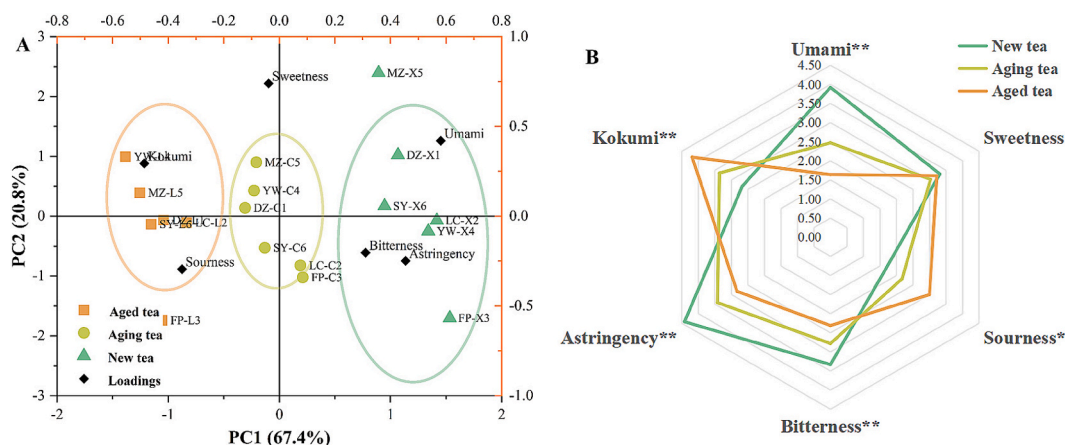 -0.8 -0.6 -0.4 -0.2 0.0 0.2 0.4 0.6 0.8
A
3
2
1
0
-1
-2
-3
1.0
0.5
0.0
-0.5
-1.0
PC2 (20.8%)
Sweetness
MZ-X5
Umami
DZ-X1
Kokumi
MZ-L5
MZ-C5
YW-C4
DZ-C1
SY-X6
LC-X2
YW-X4
SY-L6
LC-L2
SY-C6
Bitterness
Astringency
Sourness
LC-C2
FP-C3
FP-X3
FP-L3
Aged tea
Aging tea
New tea
Loadings
-2 -1 0 1 2
PC1 (67.4%)
B
New tea
Aging tea
Aged tea
Umami**
4.50
4.00
3.50
3.00
2.50
2.00
1.50
1.00
0.50
0.00
Kokumi**
Sweetness
Astringency**
Sourness*
Bitterness**